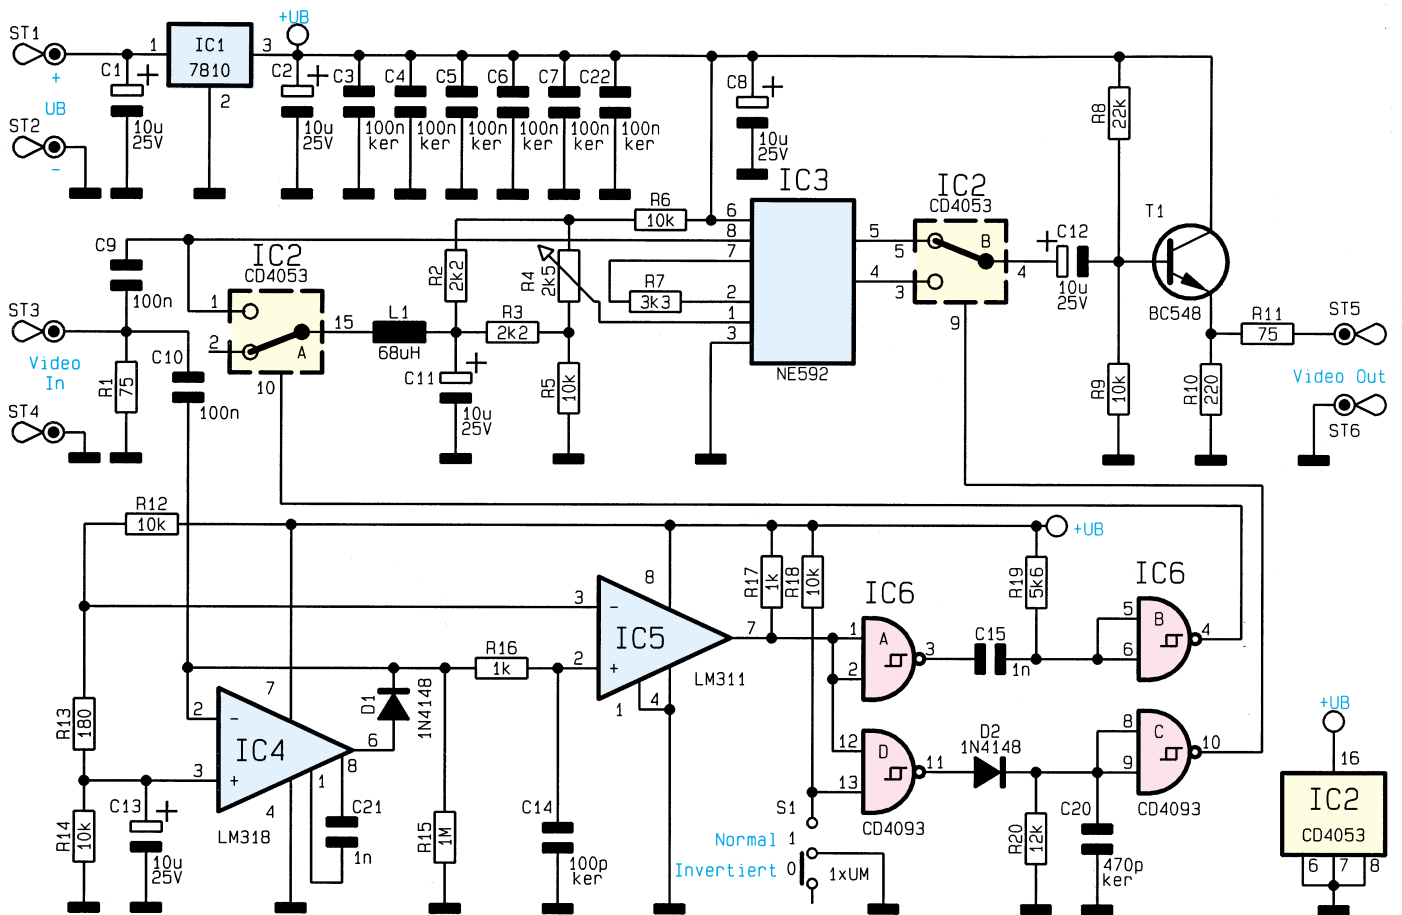 ST1
+
UB
ST2
-
C1
10u
25V
1
IC1
7810
3
2
+UB
C2
10u
25V
C3
100n
ker
C4
100n
ker
C5
100n
ker
C6
100n
ker
C7
100n
ker
C22
100n
ker
C8
10u
25V
R8
22k
C9
100n
IC2
CD4053
1
2
A
15
10
ST3
Video
In
R1
75
C10
100n
ST4
L1
68uH
R2
2k2
R3
2k2
R4
2k5
R5
10k
R6
10k
R7
3k3
C11
10u
25V
IC3
6
8
7
2
1
3
5
4
NE592
IC2
CD4053
5
3
B
4
9
C12
10u
25V
T1
BC548
R9
10k
R10
220
R11
75
ST5
Video Out
ST6
R12
10k
R13
180
R14
10k
C13
10u
25V
IC4
2
-
3
+
7
6
8
1
4
LM318
C21
1n
D1
1N4148
R15
1M
R16
1k
C14
100p
ker
IC5
3
-
2
+
8
7
1
4
LM311
R17
1k
R18
10k
+UB
IC6
1
2
A
3
C15
1n
R19
5k6
IC6
5
6
B
4
12
13
D
11
CD4093
D2
1N4148
8
9
C
10
CD4093
R20
12k
C20
470p
ker
S1
Normal 1
Invertiert 0
1xUM
+UB
16
IC2
CD4053
6
7
8